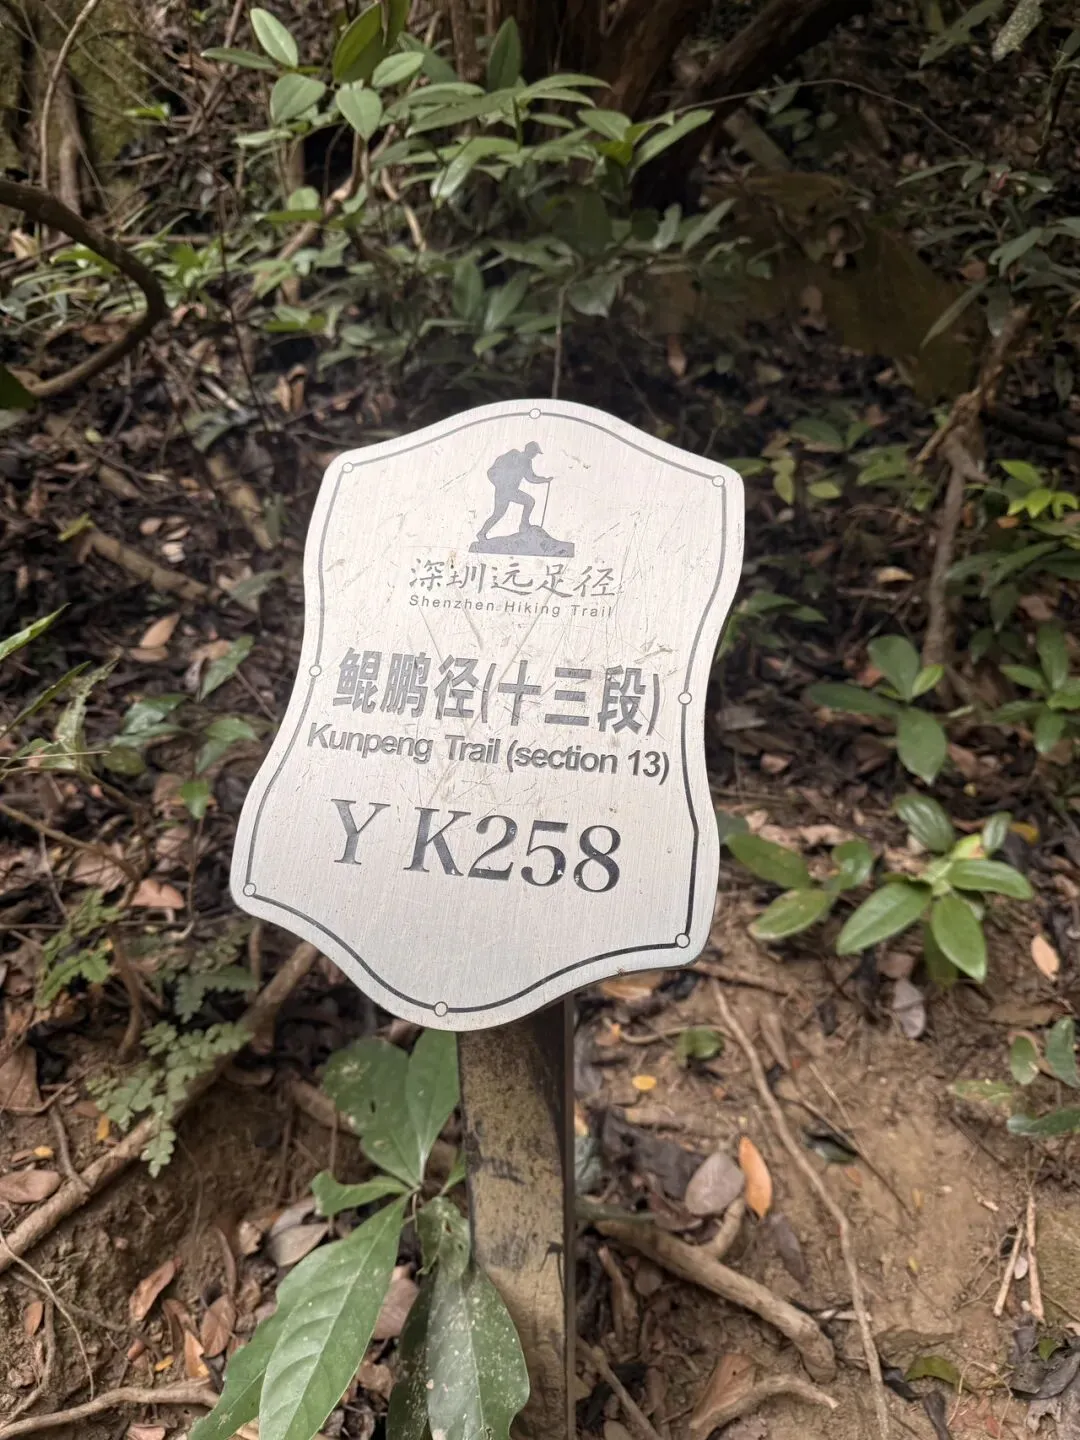 深圳远足径
Shenzhen Hiking Trail
鲲鹏径(十三段)
Kunpeng Trail (section 13)
Y K258